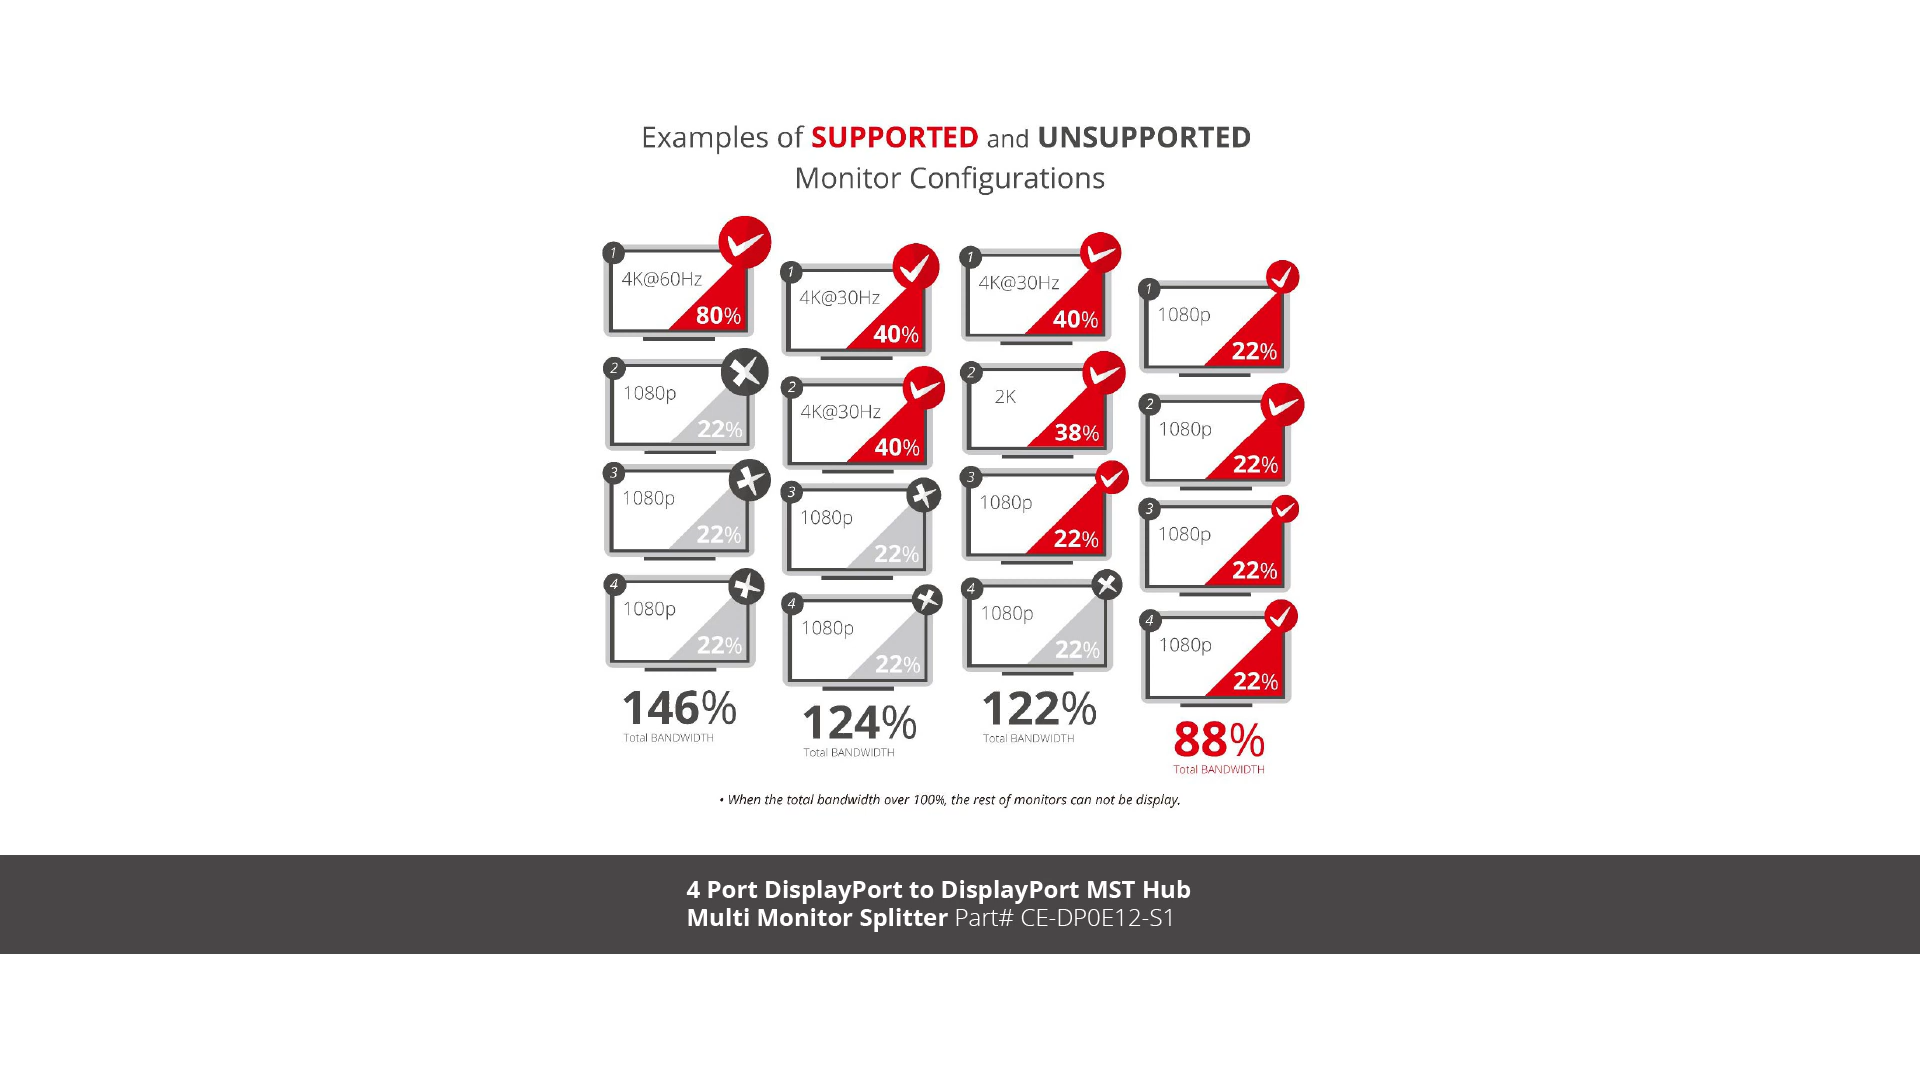 Examples of SUPPORTED and UNSUPPORTED
Monitor Configurations
1
4K@60Hz
80%
2
1080p
22%
3
1080p
22%
4
1080p
22%
146%
Total BANDWIDTH
1
4K@30Hz
40%
2
4K@30Hz
40%
3
1080p
22%
4
1080p
22%
124%
Total BANDWIDTH
1
4K@30Hz
40%
2
2K
38%
3
1080p
22%
4
1080p
22%
122%
Total BANDWIDTH
1
1080p
22%
2
1080p
22%
3
1080p
22%
4
1080p
22%
88%
Total BANDWIDTH
• When the total bandwidth over 100%, the rest of monitors can not be display.
4 Port DisplayPort to DisplayPort MST Hub
Multi Monitor Splitter Part# CE-DP0E12-S1